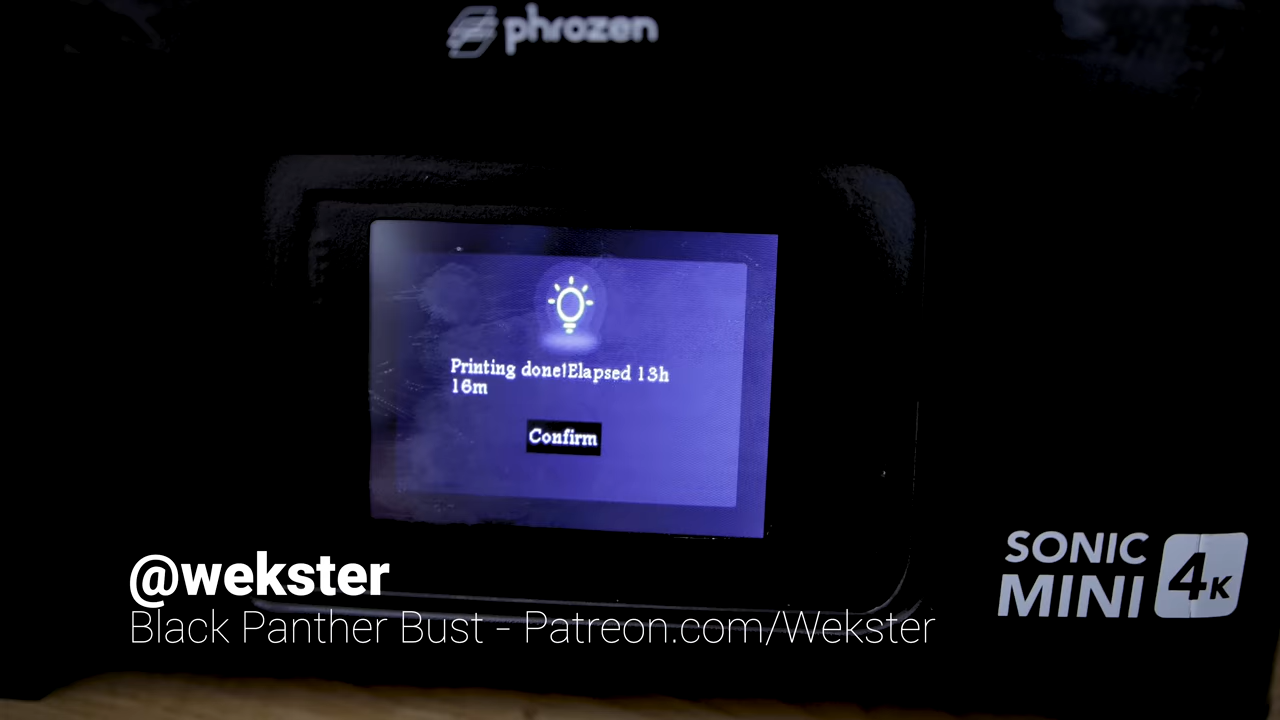 phrozen
Printing done!Elapsed 13h
16m
Confirm
SONIC
MINI 4K
@wekster
Black Panther Bust - Patreon.com/Wekster